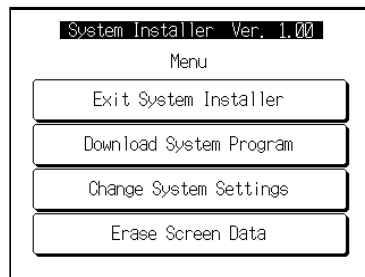 System Installer Ver. 1.00
Menu
Exit System Installer
Download System Program
Change System Settings
Erase Screen Data